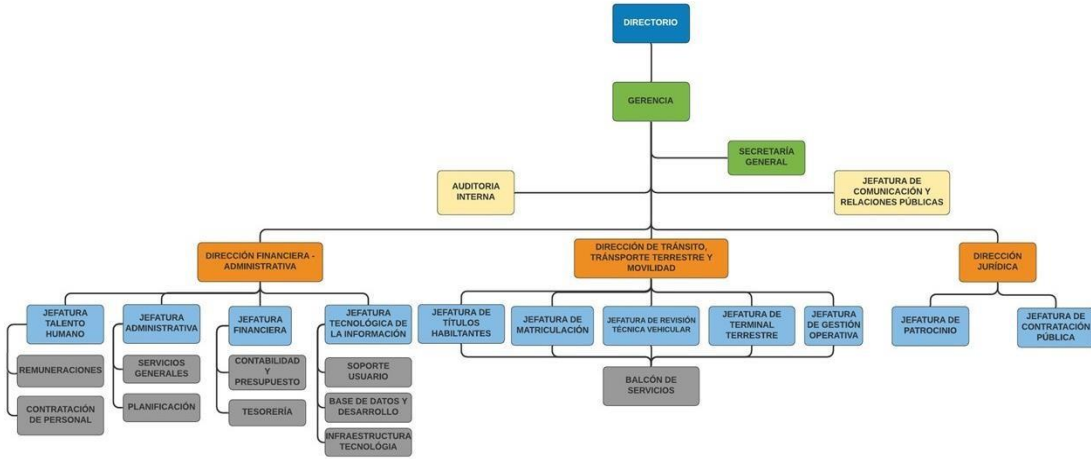 DIRECTORIO
GERENCIA
SECRETARÍA
GENERAL
AUDITORIA
INTERNA
JEFATURA DE
COMUNICACIÓN Y
RELACIONES PÚBLICAS
DIRECCIÓN FINANCIERA -
ADMINISTRATIVA
DIRECCIÓN DE TRÁNSITO,
TRÁNSPORTE TERRESTRE Y
MOVILIDAD
DIRECCIÓN
JURÍDICA
JEFATURA
TALENTO
HUMANO
JEFATURA
ADMINISTRATIVA
JEFATURA
FINANCIERA
JEFATURA
TECNOLÓGICA DE
LA INFORMACIÓN
JEFATURA DE
TÍTULOS
HABILTANTES
JEFATURA
DE
MATRICULACIÓN
JEFATURA DE REVISIÓN
TÉCNICA VEHICULAR
JEFATURA DE
TERMINAL
TERRESTRE
JEFATURA
DE GESTIÓN
OPERATIVA
JEFATURA DE
PATROCINIO
JEFATURA
DE CONTRATACIÓN
PÚBLICA
REMUNERACIONES
SERVICIOS
GENERALES
CONTABILIDAD
Y
PRESUPUESTO
SOPORTE
USUARIO
BALCÓN DE
SERVICIOS
CONTRATACIÓN
DE PERSONAL
PLANIFICACIÓN
TESORERÍA
BASE DE DATOS Y
DESARROLLO
INFRAESTRUCTURA
TECNOLÓGIA